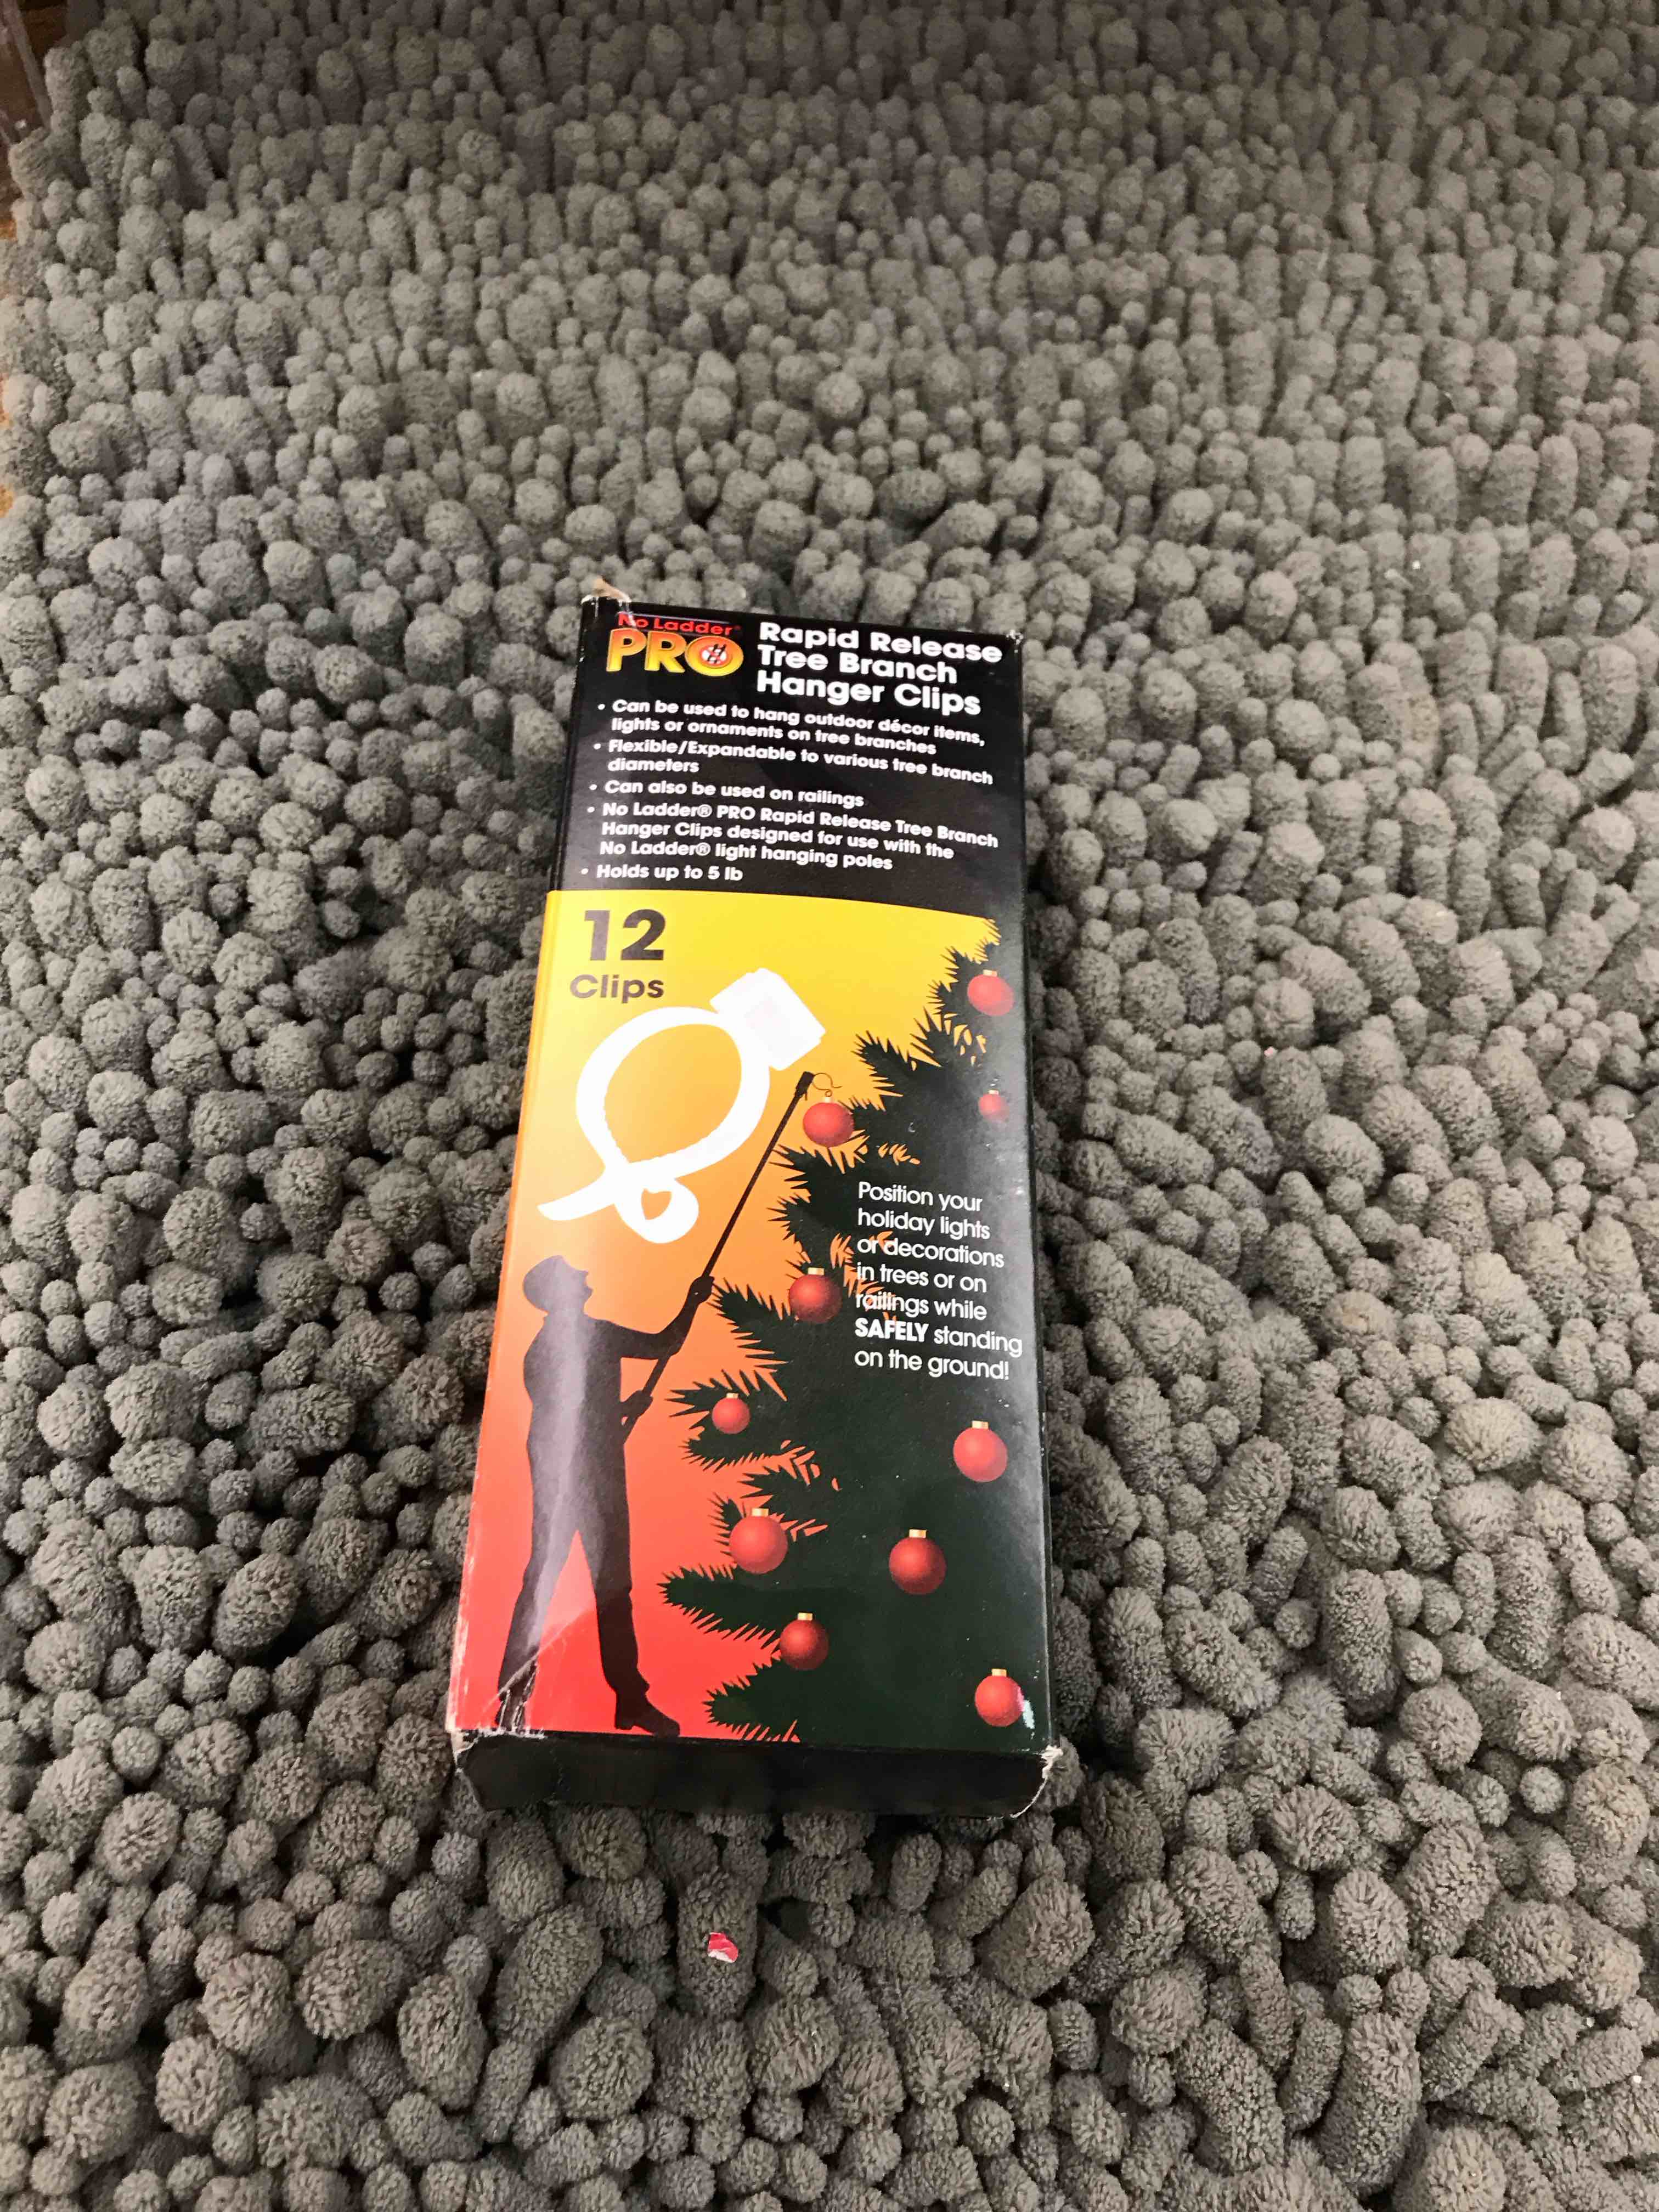 No Ladder®
PRO
Rapid Release
Tree Branch
Hanger Clips
• Can be used to hang outdoor décor items,
lights or ornaments on tree branches
• Flexible/Expandable to various tree branch
diameters
• Can also be used on railings
• No Ladder® PRO Rapid Release Tree Branch
Hanger Clips designed for use with the
No Ladder® light hanging poles
• Holds up to 5 lb
12
Clips
Position your
holiday lights
or decorations
in trees or on
railings while
SAFELY standing
on the ground!